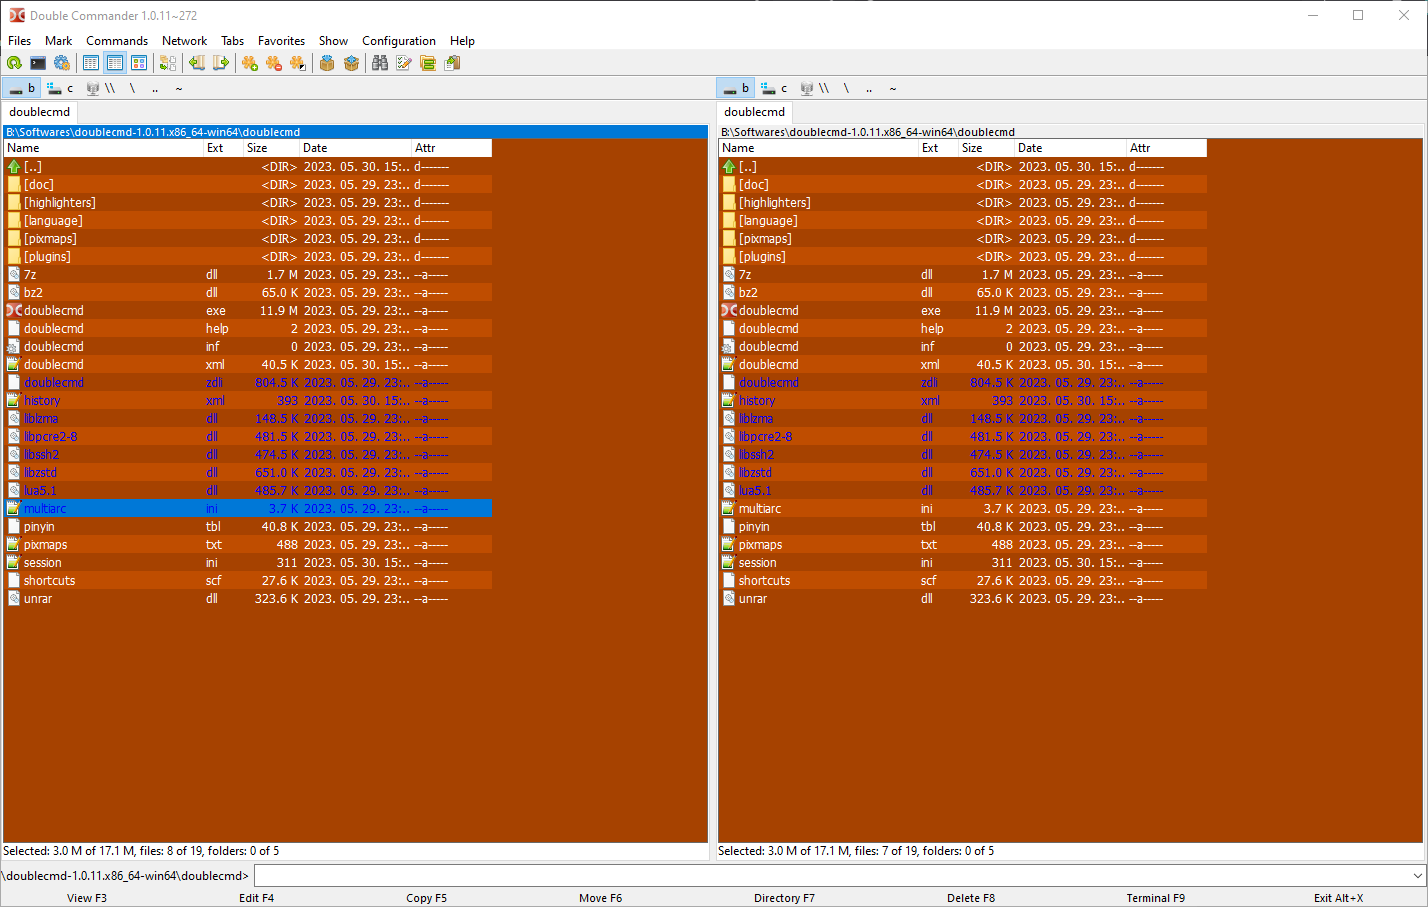 Double Commander 1.0.11~272
Files Mark Commands Network Tabs Favorites Show Configuration Help
b c \\ \ .. ~
b c \\ \ .. ~
doublecmd
doublecmd
B:\Softwares\doublecmd-1.0.11.x86_64-win64\doublecmd
Name Ext Size Date Attr
[..] <DIR> 2023. 05. 30. 15:.. d-------
[doc] <DIR> 2023. 05. 29. 23:.. d-------
[highlighters] <DIR> 2023. 05. 29. 23:.. d-------
[language] <DIR> 2023. 05. 29. 23:.. d-------
[pixmaps] <DIR> 2023. 05. 29. 23:.. d-------
[plugins] <DIR> 2023. 05. 29. 23:.. d-------
7z dll 1.7 M 2023. 05. 29. 23:.. --a-----
bz2 dll 65.0 K 2023. 05. 29. 23:.. --a-----
doublecmd exe 11.9 M 2023. 05. 29. 23:.. --a-----
doublecmd help 2 2023. 05. 29. 23:.. --a-----
doublecmd inf 0 2023. 05. 29. 23:.. --a-----
doublecmd xml 40.5 K 2023. 05. 30. 15:.. --a-----
doublecmd zdli 804.5 K 2023. 05. 29. 23:.. --a-----
history xml 393 2023. 05. 30. 15:.. --a-----
liblzma dll 148.5 K 2023. 05. 29. 23:.. --a-----
libpcre2-8 dll 481.5 K 2023. 05. 29. 23:.. --a-----
libssh2 dll 474.5 K 2023. 05. 29. 23:.. --a-----
libzstd dll 651.0 K 2023. 05. 29. 23:.. --a-----
lua5.1 dll 485.7 K 2023. 05. 29. 23:.. --a-----
multiarc ini 3.7 K 2023. 05. 29. 23:.. --a-----
pinyin tbl 40.8 K 2023. 05. 29. 23:.. --a-----
pixmaps txt 488 2023. 05. 29. 23:.. --a-----
session ini 311 2023. 05. 30. 15:.. --a-----
shortcuts scf 27.6 K 2023. 05. 29. 23:.. --a-----
unrar dll 323.6 K 2023. 05. 29. 23:.. --a-----
Selected: 3.0 M of 17.1 M, files: 8 of 19, folders: 0 of 5
B:\Softwares\doublecmd-1.0.11.x86_64-win64\doublecmd
Name Ext Size Date Attr
[..] <DIR> 2023. 05. 30. 15:.. d-------
[doc] <DIR> 2023. 05. 29. 23:.. d-------
[highlighters] <DIR> 2023. 05. 29. 23:.. d-------
[language] <DIR> 2023. 05. 29. 23:.. d-------
[pixmaps] <DIR> 2023. 05. 29. 23:.. d-------
[plugins] <DIR> 2023. 05. 29. 23:.. d-------
7z dll 1.7 M 2023. 05. 29. 23:.. --a-----
bz2 dll 65.0 K 2023. 05. 29. 23:.. --a-----
doublecmd exe 11.9 M 2023. 05. 29. 23:.. --a-----
doublecmd help 2 2023. 05. 29. 23:.. --a-----
doublecmd inf 0 2023. 05. 29. 23:.. --a-----
doublecmd xml 40.5 K 2023. 05. 30. 15:.. --a-----
doublecmd zdli 804.5 K 2023. 05. 29. 23:.. --a-----
history xml 393 2023. 05. 30. 15:.. --a-----
liblzma dll 148.5 K 2023. 05. 29. 23:.. --a-----
libpcre2-8 dll 481.5 K 2023. 05. 29. 23:.. --a-----
libssh2 dll 474.5 K 2023. 05. 29. 23:.. --a-----
libzstd dll 651.0 K 2023. 05. 29. 23:.. --a-----
lua5.1 dll 485.7 K 2023. 05. 29. 23:.. --a-----
multiarc ini 3.7 K 2023. 05. 29. 23:.. --a-----
pinyin tbl 40.8 K 2023. 05. 29. 23:.. --a-----
pixmaps txt 488 2023. 05. 29. 23:.. --a-----
session ini 311 2023. 05. 30. 15:.. --a-----
shortcuts scf 27.6 K 2023. 05. 29. 23:.. --a-----
unrar dll 323.6 K 2023. 05. 29. 23:.. --a-----
Selected: 3.0 M of 17.1 M, files: 7 of 19, folders: 0 of 5
\doublecmd-1.0.11.x86_64-win64\doublecmd>
View F3 Edit F4 Copy F5 Move F6 Directory F7 Delete F8 Terminal F9 Exit Alt+X